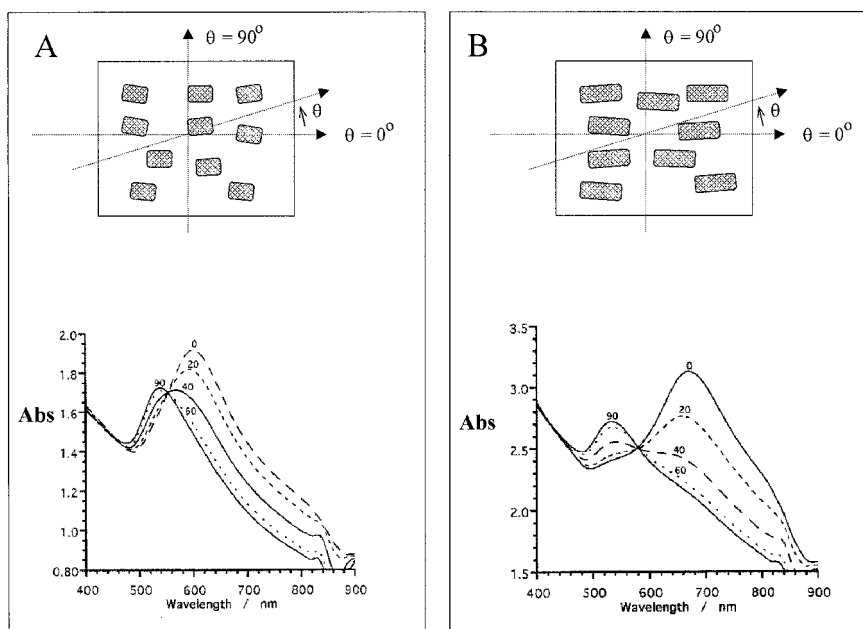 A
θ = 90°
θ
θ = 0°
2.0
1.8
1.6
1.4
1.2
1.0
0.80
Abs
0
20
90
40
60
400 500 600 700 800 900
Wavelength / nm
B
θ = 90°
θ
θ = 0°
3.5
3.0
2.5
2.0
1.5
Abs
0
90
20
40
60
400 500 600 700 800 900
Wavelength / nm